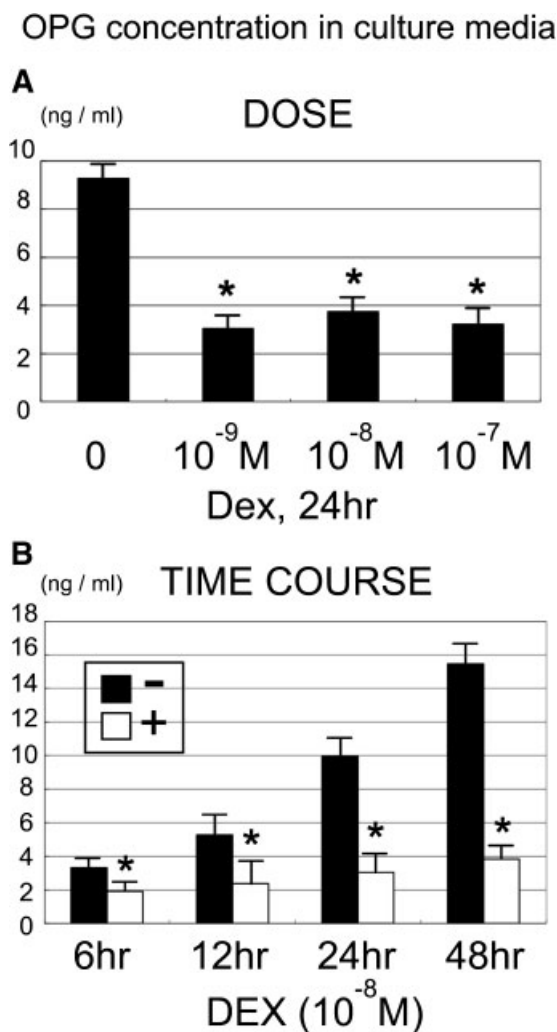 OPG concentration in culture media
A
(ng / ml) DOSE
10
8
6
4
2
0
* * *
0 10⁻⁹M 10⁻⁸M 10⁻⁷M
Dex, 24hr
B
(ng / ml) TIME COURSE
18
16
14
12
10
8
6
4
2
0
-
+
* * * *
6hr 12hr 24hr 48hr
DEX (10⁻⁸M)